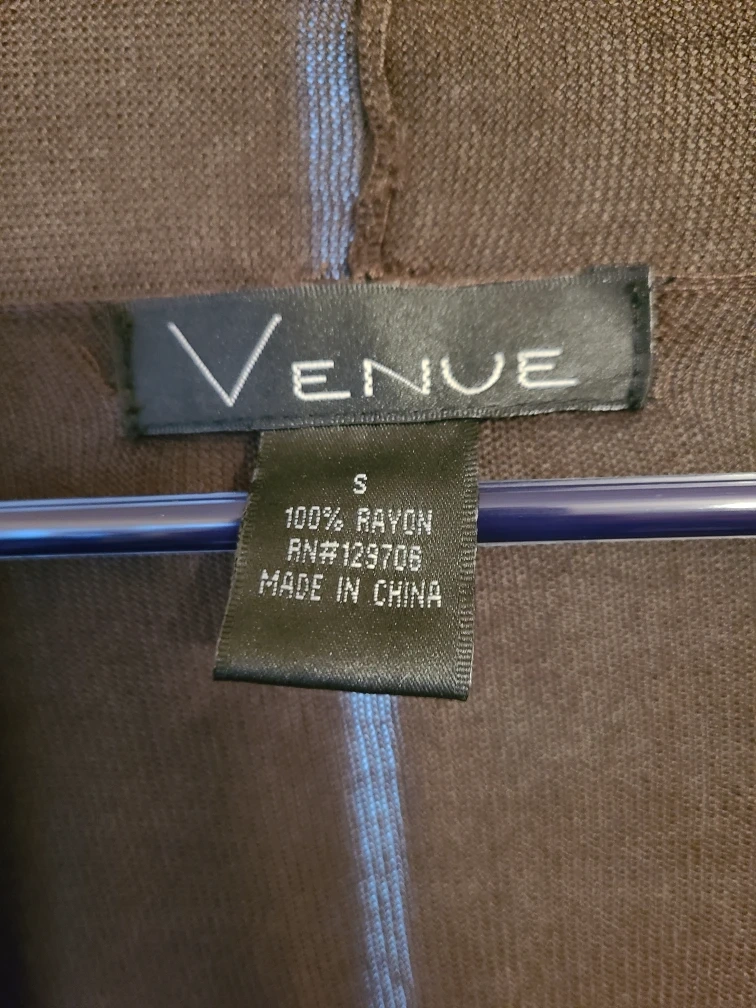 VENUE
S
100% RAYON
RN#129706
MADE IN CHINA